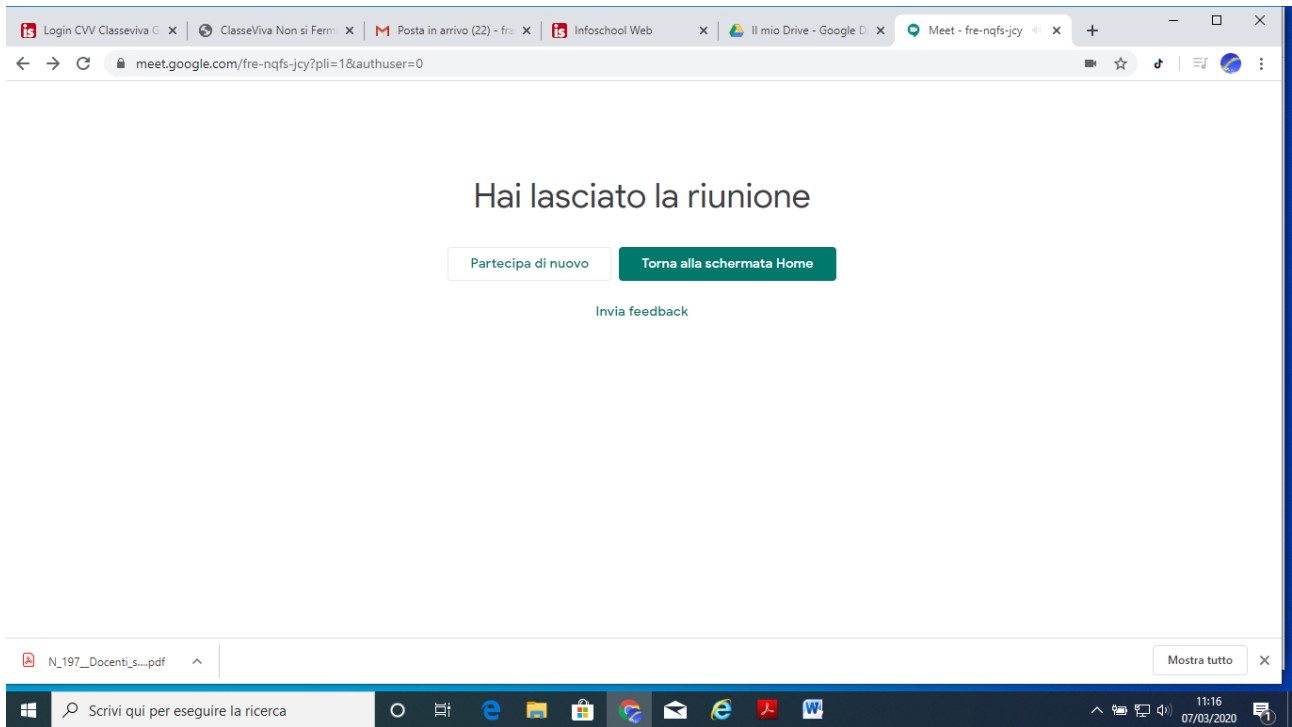 Login CVV Classeviva G
ClasseViva Non si Ferm
Posta in arrivo (22) - fra
Infoschool Web
Il mio Drive - Google D
Meet - fre-nqfs-jcy
meet.google.com/fre-nqfs-jcy?pli=1&authuser=0
Hai lasciato la riunione
Partecipa di nuovo
Torna alla schermata Home
Invia feedback
N_197__Docenti_s....pdf
Mostra tutto
Scrivi qui per eseguire la ricerca
11:16
07/03/2020